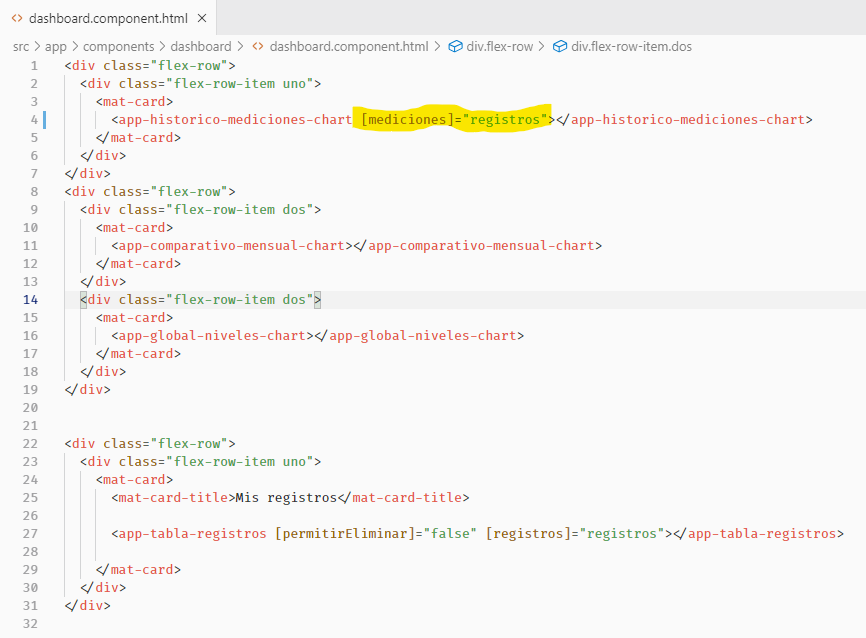 dashboard.component.html
src > app > components > dashboard > dashboard.component.html > div.flex-row > div.flex-row-item.dos
1 <div class="flex-row">
2 <div class="flex-row-item uno">
3 <mat-card>
4 <app-historico-mediciones-chart [mediciones]="registros"></app-historico-mediciones-chart>
5 </mat-card>
6 </div>
7 </div>
8 <div class="flex-row">
9 <div class="flex-row-item dos">
10 <mat-card>
11 <app-comparativo-mensual-chart></app-comparativo-mensual-chart>
12 </mat-card>
13 </div>
14 <div class="flex-row-item dos">
15 <mat-card>
16 <app-global-niveles-chart></app-global-niveles-chart>
17 </mat-card>
18 </div>
19 </div>
20
21
22 <div class="flex-row">
23 <div class="flex-row-item uno">
24 <mat-card>
25 <mat-card-title>Mis registros</mat-card-title>
26
27 <app-tabla-registros [permitirEliminar]="false" [registros]="registros"></app-tabla-registros>
28
29 </mat-card>
30 </div>
31 </div>
32